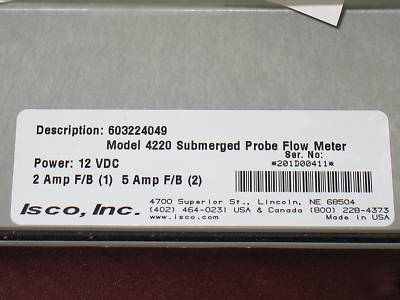 Description: 603224049
Model 4220 Submerged Probe Flow Meter
Ser. No:
Power: 12 VDC
*201D00411*
2 Amp F/B (1) 5 Amp F/B (2)
Isco, Inc.
4700 Superior St., Lincoln, NE 68504
(402) 464-0231 USA & Canada (800) 228-4373
www.isco.com
Made in USA